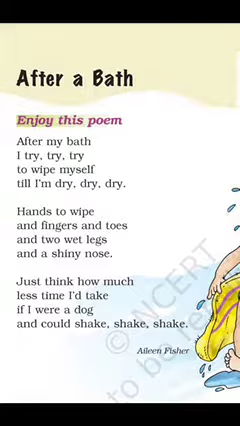 After a Bath
Enjoy this poem
After my bath
I try, try, try
to wipe myself
till I'm dry, dry, dry.
Hands to wipe
and fingers and toes
and two wet legs
and a shiny nose.
Just think how much
less time I'd take
if I were a dog
and could shake, shake, shake.
Aileen Fisher
© NCERT
to be